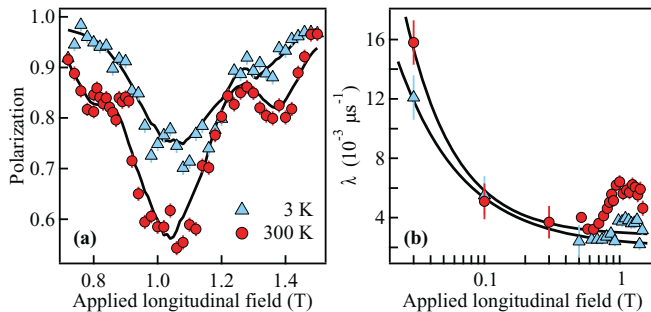 1.0
0.9
0.8
0.7
0.6
Polarization
(a)
3 K
300 K
0.8
1.0
1.2
1.4
Applied longitudinal field (T)
16
12
8
4
λ (10⁻³ μs⁻¹)
(b)
0.1
1
Applied longitudinal field (T)